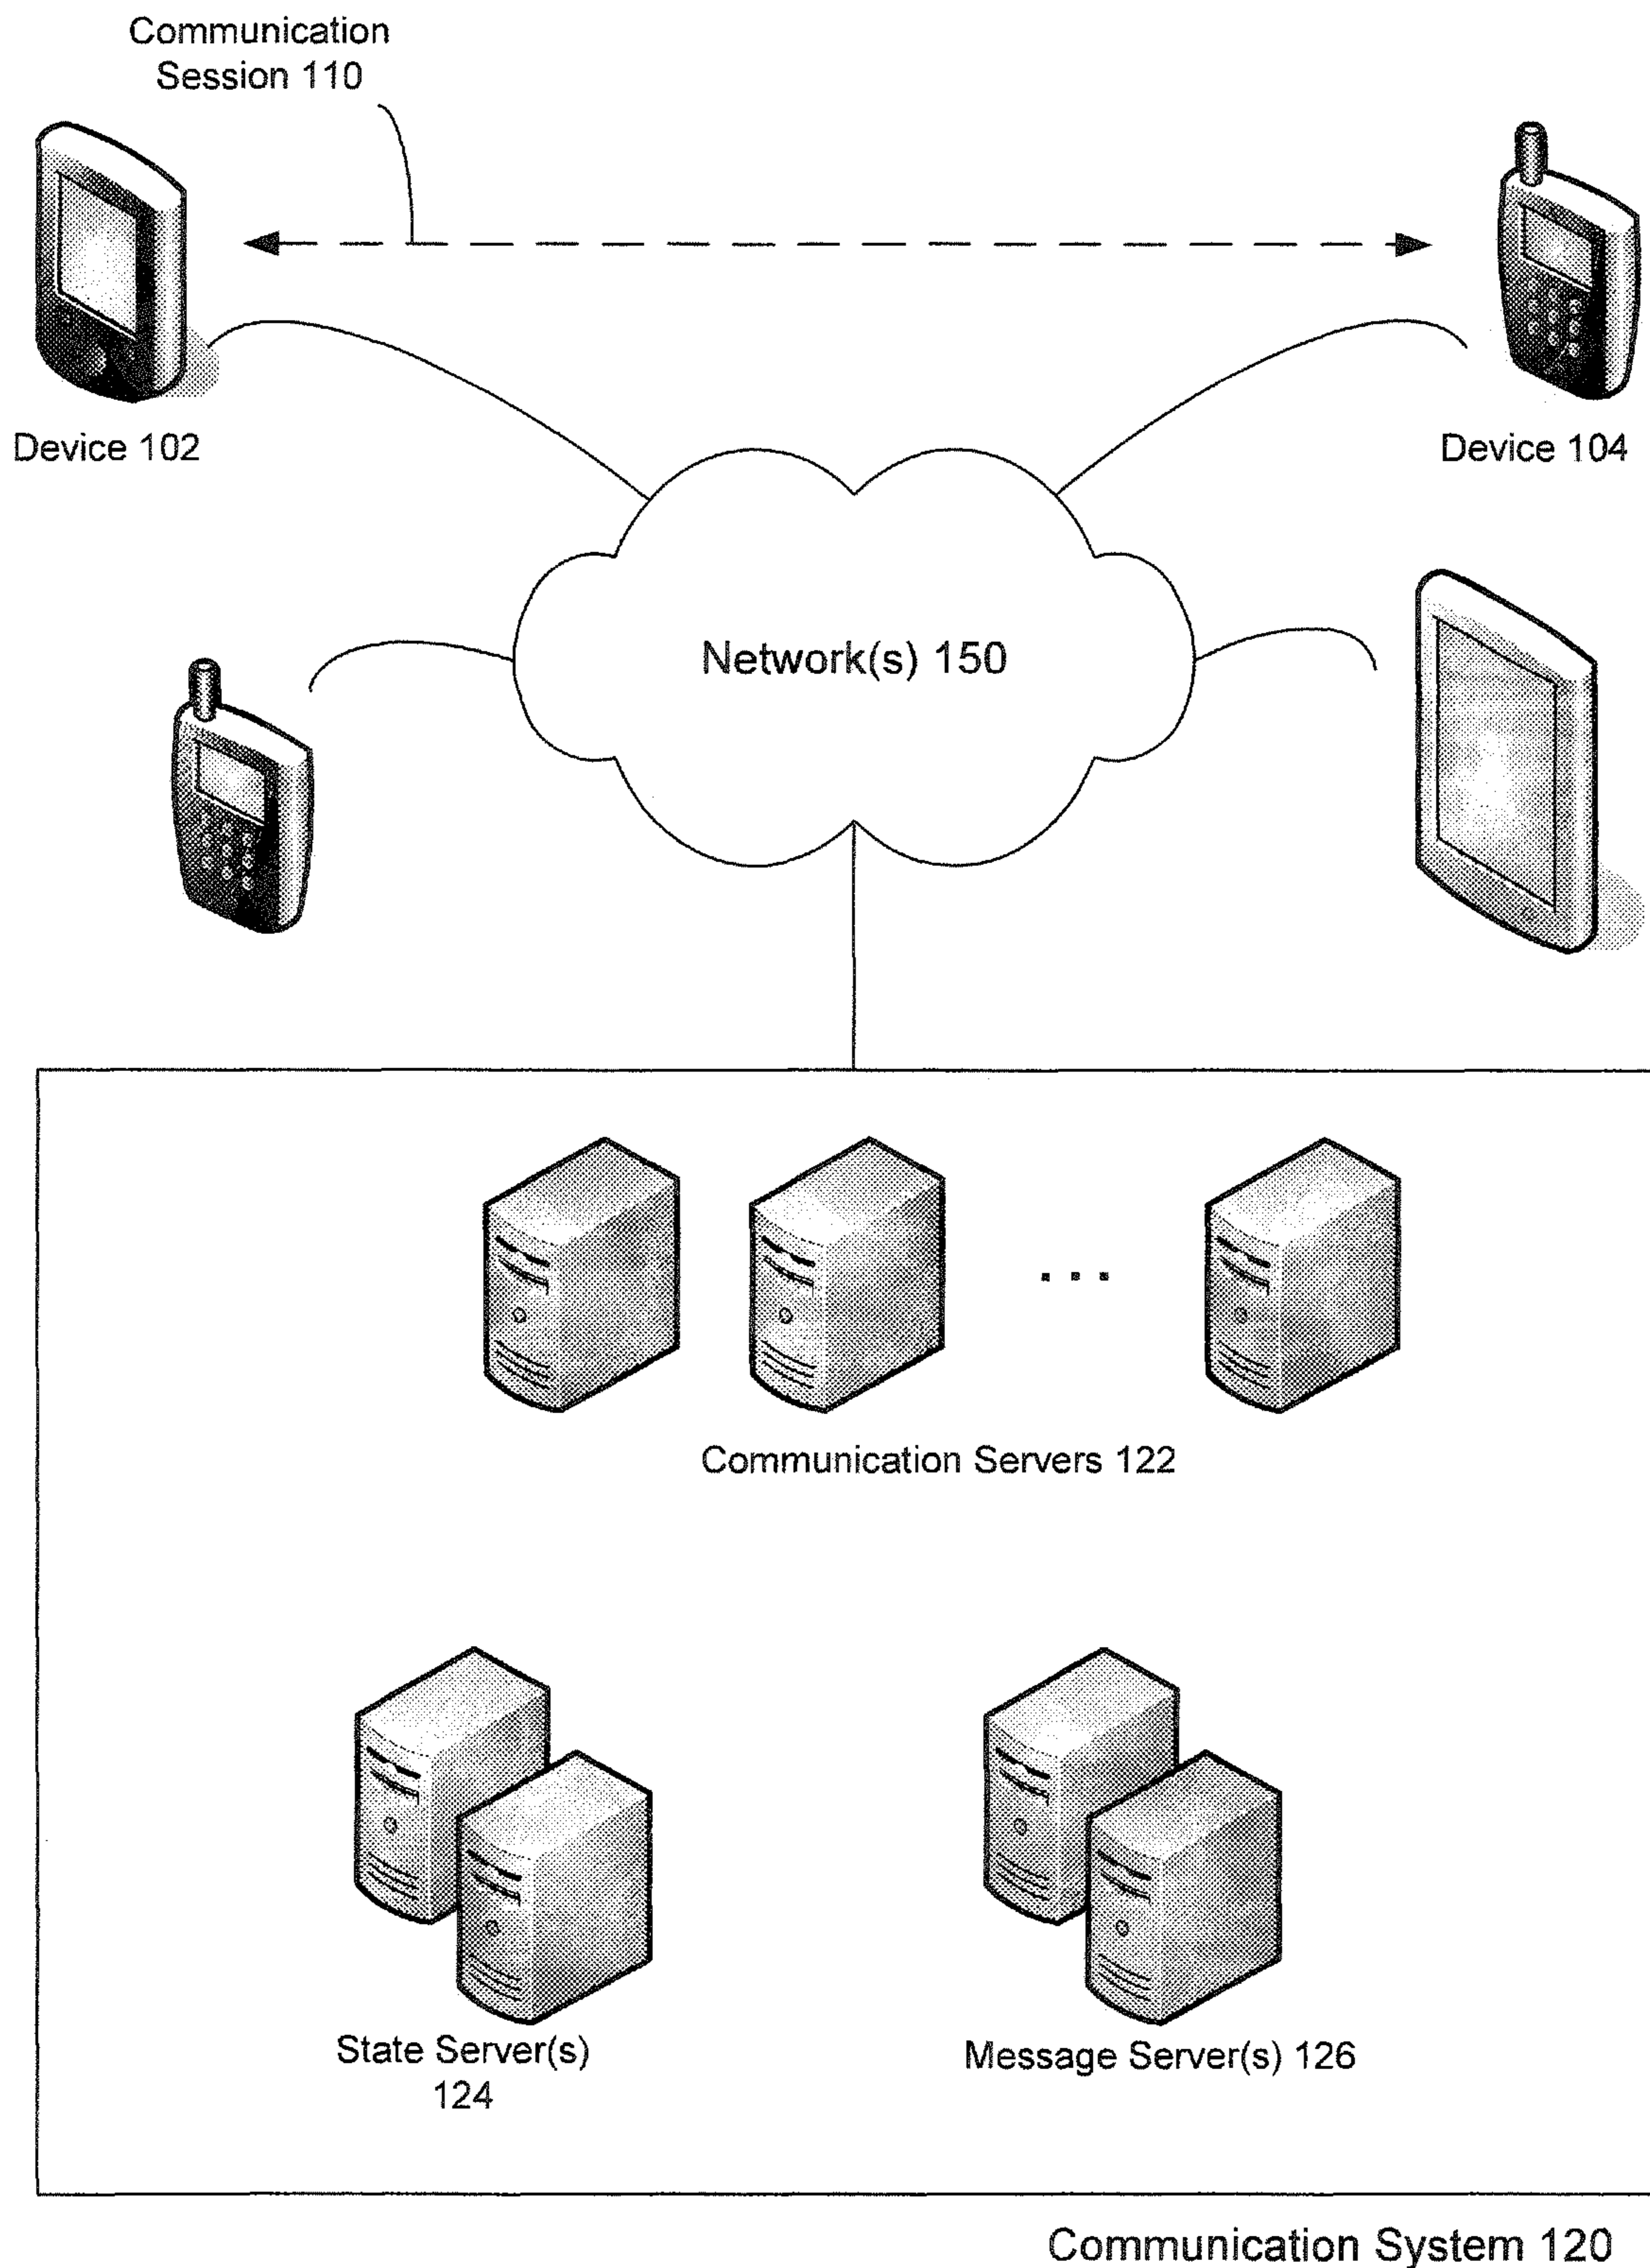 Communication
Session 110
Device 102
Device 104
Network(s) 150
Communication Servers 122
State Server(s)
124
Message Server(s) 126
Communication System 120